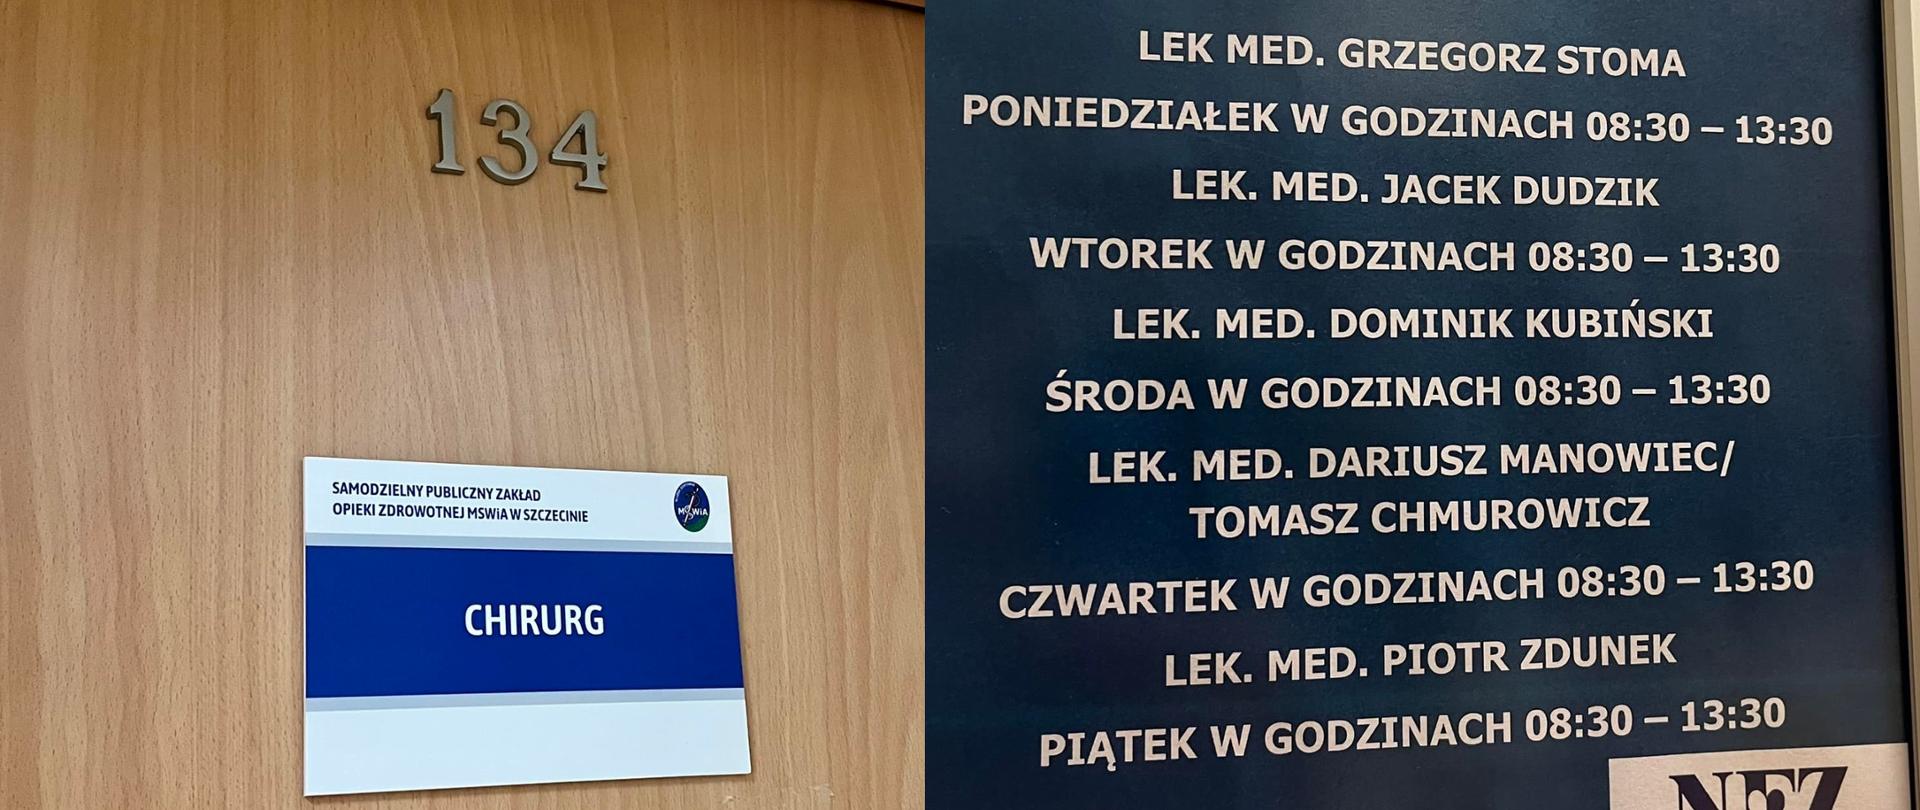 134
SAMODZIELNY PUBLICZNY ZAKŁAD
OPIEKI ZDROWOTNEJ MSWiA W SZCZECINIE
MSWiA
CHIRURG
LEK MED. GRZEGORZ STOMA
PONIEDZIAŁEK W GODZINACH 08:30 – 13:30
LEK. MED. JACEK DUDZIK
WTOREK W GODZINACH 08:30 – 13:30
LEK. MED. DOMINIK KUBIŃSKI
ŚRODA W GODZINACH 08:30 – 13:30
LEK. MED. DARIUSZ MANOWIEC/
TOMASZ CHMUROWICZ
CZWARTEK W GODZINACH 08:30 – 13:30
LEK. MED. PIOTR ZDUNEK
PIĄTEK W GODZINACH 08:30 – 13:30
NFZ